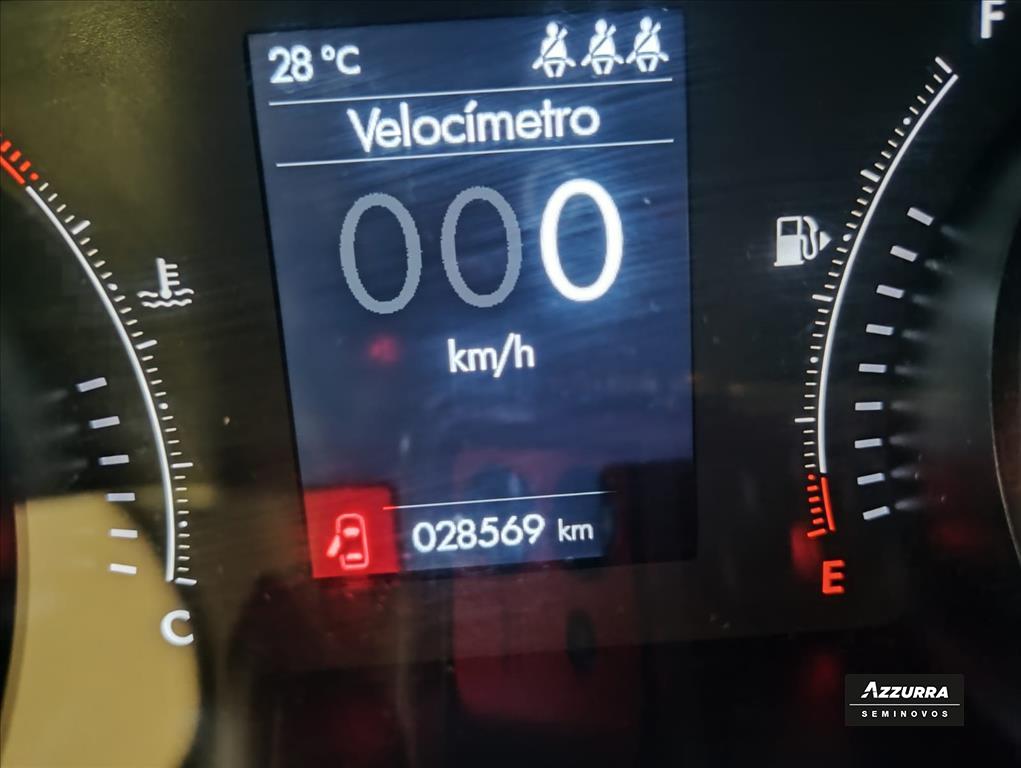 28 °C
Velocímetro
000
km/h
028569 km
C
F
E
AZZURRA
SEMINOVOS